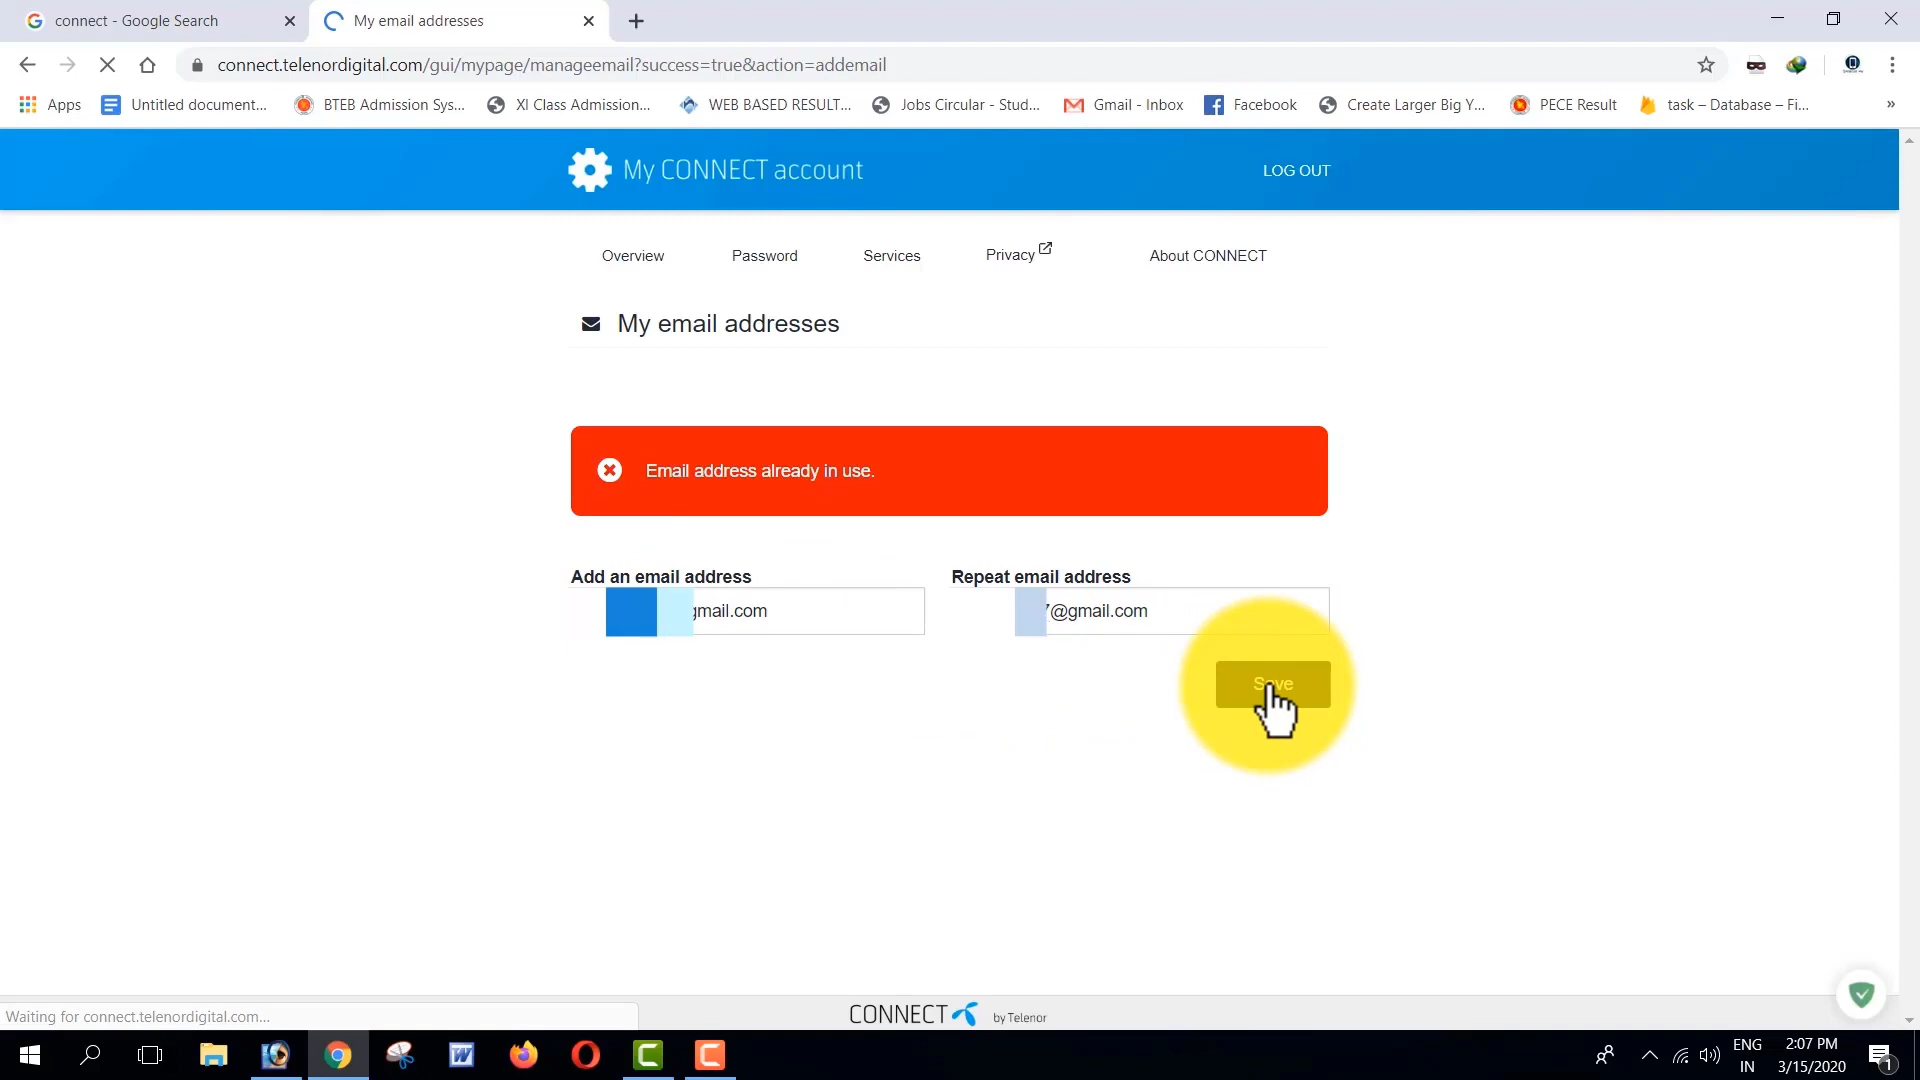 connect - Google Search
My email addresses
connect.telenordigital.com/gui/mypage/manageemail?success=true&action=addemail
Apps
Untitled document...
BTEB Admission Sys...
XI Class Admission...
WEB BASED RESULT...
Jobs Circular - Stud...
Gmail - Inbox
Facebook
Create Larger Big Y...
PECE Result
task – Database – Fi...
»
My CONNECT account
LOG OUT
Overview
Password
Services
Privacy
About CONNECT
My email addresses
Email address already in use.
Add an email address
Repeat email address
gmail.com
7@gmail.com
Save
Waiting for connect.telenordigital.com...
CONNECT
by Telenor
ENG
IN
2:07 PM
3/15/2020
1